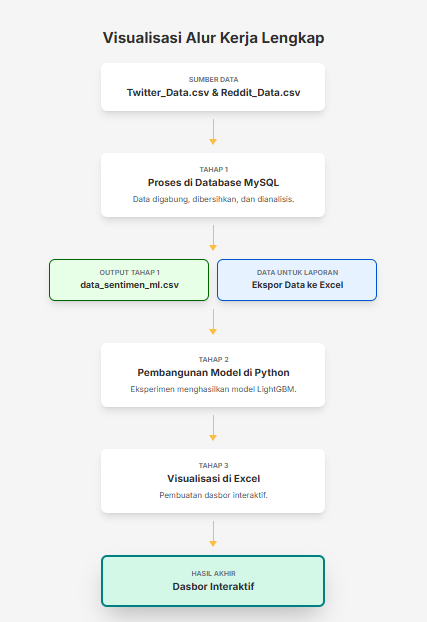 Visualisasi Alur Kerja Lengkap
SUMBER DATA
Twitter_Data.csv & Reddit_Data.csv
TAHAP 1
Proses di Database MySQL
Data digabung, dibersihkan, dan dianalisis.
OUTPUT TAHAP 1
data_sentimen_ml.csv
DATA UNTUK LAPORAN
Ekspor Data ke Excel
TAHAP 2
Pembangunan Model di Python
Eksperimen menghasilkan model LightGBM.
TAHAP 3
Visualisasi di Excel
Pembuatan dasbor interaktif.
HASIL AKHIR
Dasbor Interaktif